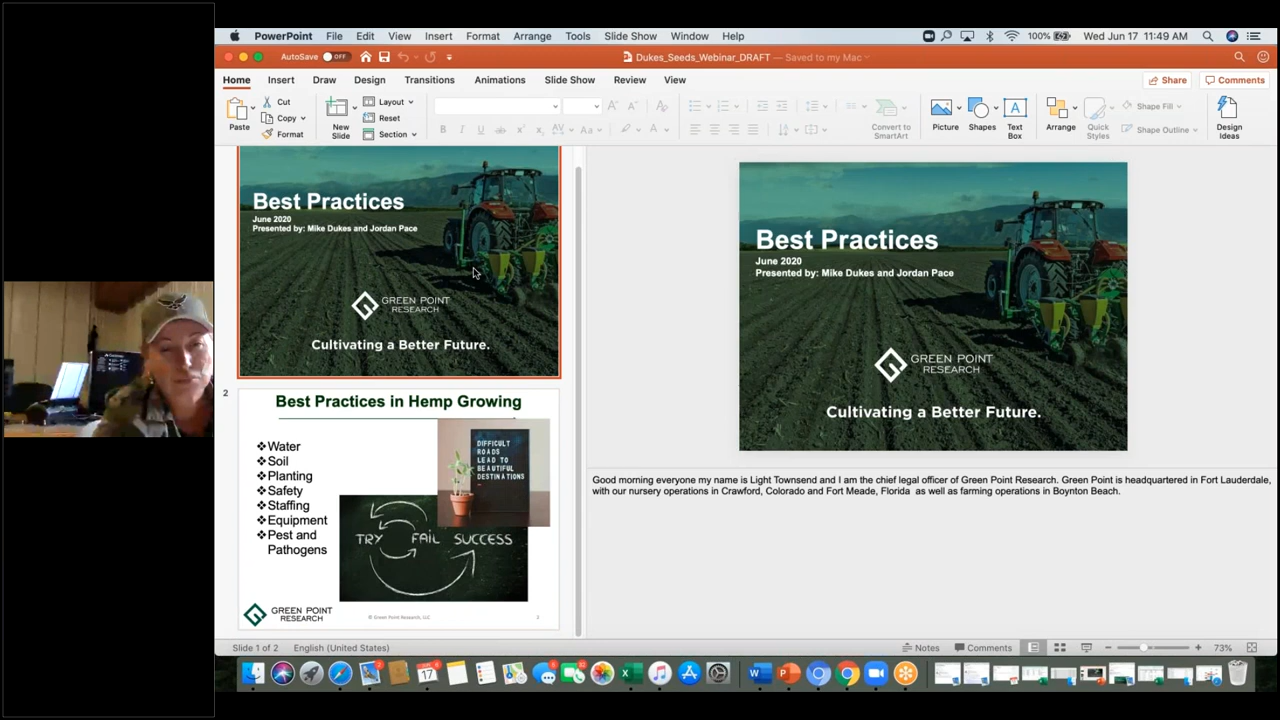 PowerPoint File Edit View Insert Format Arrange Tools Slide Show Window Help 100% Wed Jun 17 11:49 AM
AutoSave OFF Dukes_Seeds_Webinar_DRAFT — Saved to my Mac
Home Insert Draw Design Transitions Animations Slide Show Review View Share Comments
Paste
Cut
Copy
Format
New Slide
Layout
Reset
Section
Convert to SmartArt
Picture
Shapes
Text Box
Arrange
Quick Styles
Shape Fill
Shape Outline
Design Ideas
Best Practices
June 2020
Presented by: Mike Dukes and Jordan Pace
GREEN POINT
RESEARCH
Cultivating a Better Future.
2
Best Practices in Hemp Growing
❖Water
❖Soil
❖Planting
❖Safety
❖Staffing
❖Equipment
❖Pest and
Pathogens
DIFFICULT
ROADS
LEAD TO
BEAUTIFUL
DESTINATIONS
TRY FAIL SUCCESS
GREEN POINT
RESEARCH
© Green Point Research, LLC
2
Best Practices
June 2020
Presented by: Mike Dukes and Jordan Pace
GREEN POINT
RESEARCH
Cultivating a Better Future.
Good morning everyone my name is Light Townsend and I am the chief legal officer of Green Point Research. Green Point is headquartered in Fort Lauderdale,
with our nursery operations in Crawford, Colorado and Fort Meade, Florida as well as farming operations in Boynton Beach.
Slide 1 of 2 English (United States) Notes Comments 73%